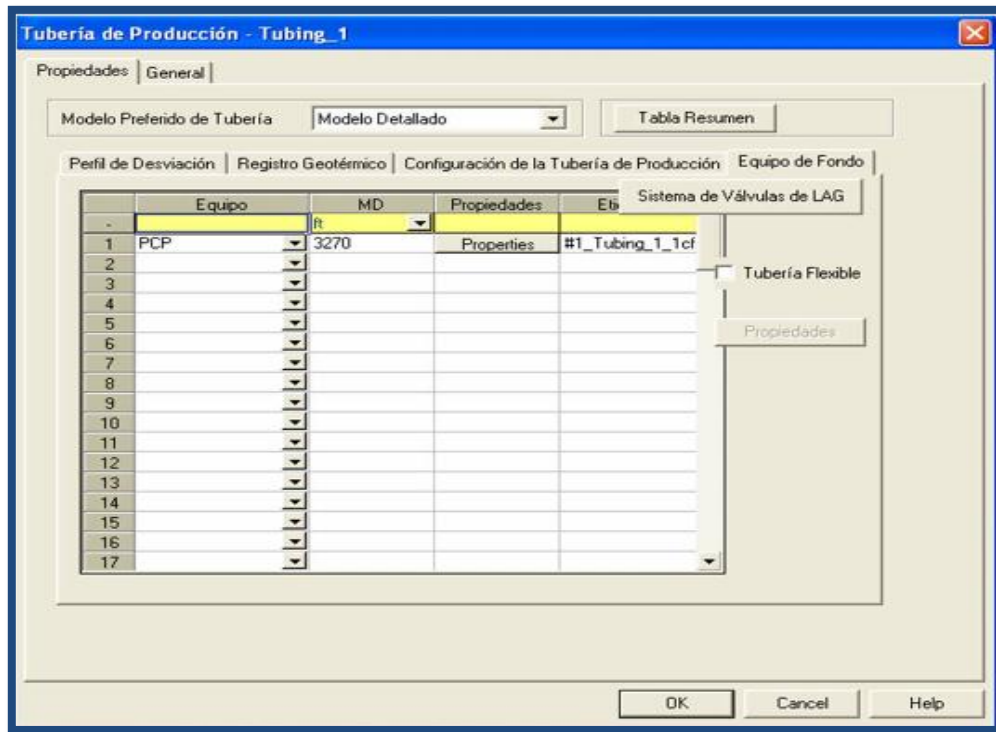 Tubería de Producción - Tubing_1
Propiedades General
Modelo Preferido de Tubería Modelo Detallado Tabla Resumen
Perfil de Desviación Registro Geotérmico Configuración de la Tubería de Producción Equipo de Fondo
Sistema de Válvulas de LAG
Equipo MD Propiedades
- ft
1 PCP 3270 Properties #1_Tubing_1_1cf
2
3
4
5
6
7
8
9
10
11
12
13
14
15
16
17
Tubería Flexible
Propiedades
OK Cancel Help